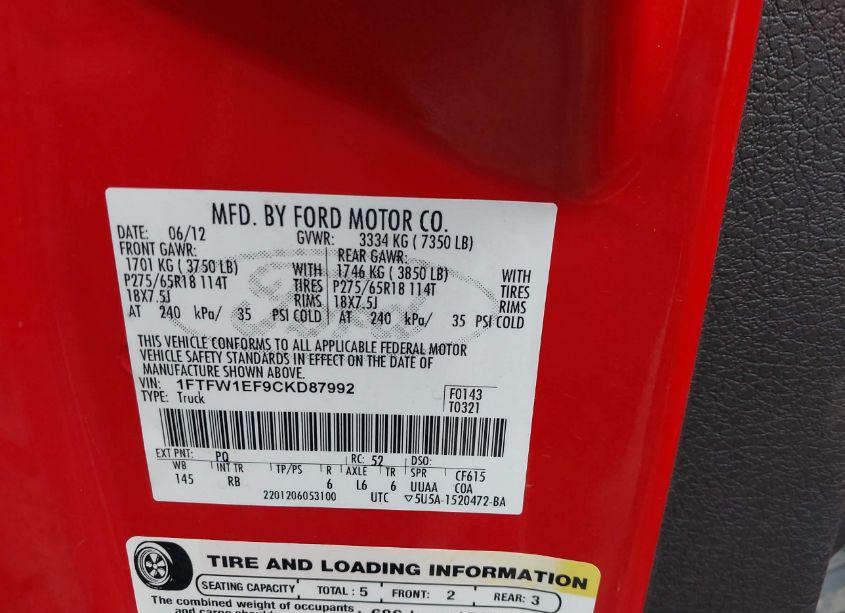 MFD. BY FORD MOTOR CO.
DATE: 06/12 GVWR: 3334 KG ( 7350 LB)
FRONT GAWR: REAR GAWR:
1701 KG ( 3750 LB) WITH 1746 KG ( 3850 LB) WITH
P275/65R18 114T TIRES P275/65R18 114T TIRES
18X7.5J RIMS 18X7.5J RIMS
AT 240 kPa/ 35 PSI COLD AT 240 kPa/ 35 PSI COLD
Ford
THIS VEHICLE CONFORMS TO ALL APPLICABLE FEDERAL MOTOR
VEHICLE SAFETY STANDARDS IN EFFECT ON THE DATE OF
MANUFACTURE SHOWN ABOVE.
VIN: 1FTFW1EF9CKD87992 F0143
TYPE: Truck T0321
EXT PNT: PQ RC: 52 DSO:
WB INT TR TP/PS R AXLE TR SPR CF615
145 RB 6 L6 6 UUAA COA
2201206053100 UTC ▽5U5A-1520472-BA
TIRE AND LOADING INFORMATION
SEATING CAPACITY TOTAL : 5 FRONT: 2 REAR: 3
The combined weight of occupants